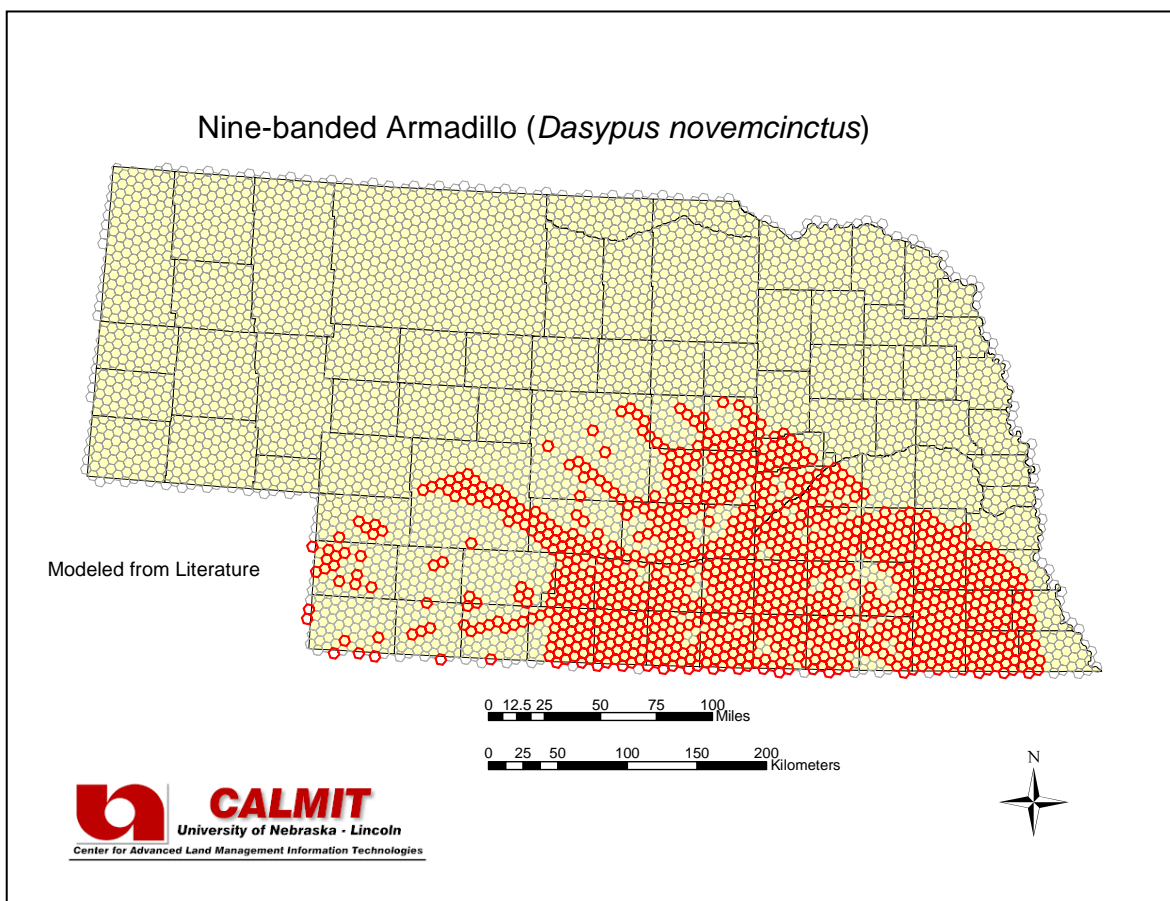 Nine-banded Armadillo (Dasypus novemcinctus)
Modeled from Literature
0 12.5 25 50 75 100
Miles
0 25 50 100 150 200
Kilometers
N
CALMIT
University of Nebraska - Lincoln
Center for Advanced Land Management Information Technologies